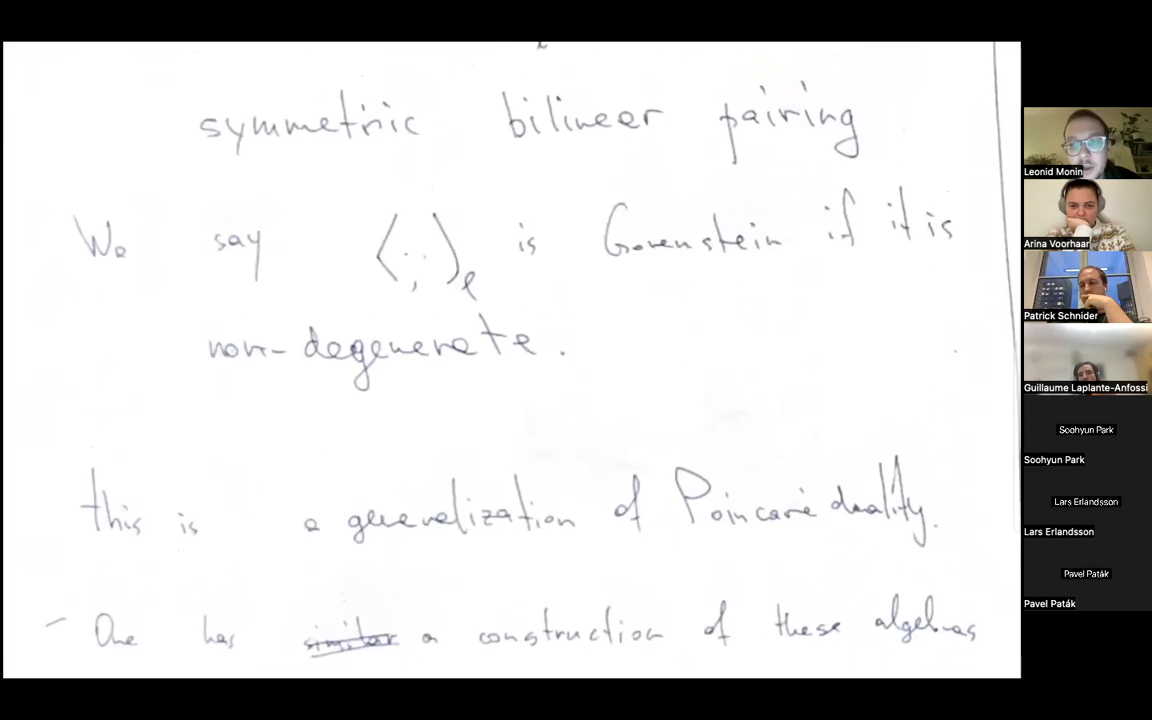 symmetric bilinear pairing
We say ⟨·,·⟩ℓ is Gorenstein if it is
non-degenerate.
this is a generalization of Poincaré duality.
- One has similar a construction of these algebras
Leonid Monin
Arina Voorhaar
Patrick Schnider
Guillaume Laplante-Anfossi
Soohyun Park
Soohyun Park
Lars Erlandsson
Lars Erlandsson
Pavel Paták
Pavel Paták